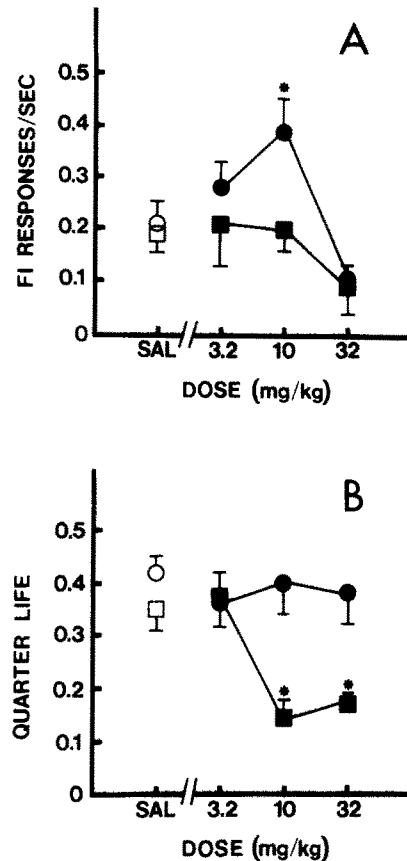 A
0.5
0.4
0.3
0.2
0.1
0
FI RESPONSES/SEC
*
SAL 3.2 10 32
DOSE (mg/kg)
B
0.5
0.4
0.3
0.2
0.1
0
QUARTER LIFE
* *
SAL 3.2 10 32
DOSE (mg/kg)